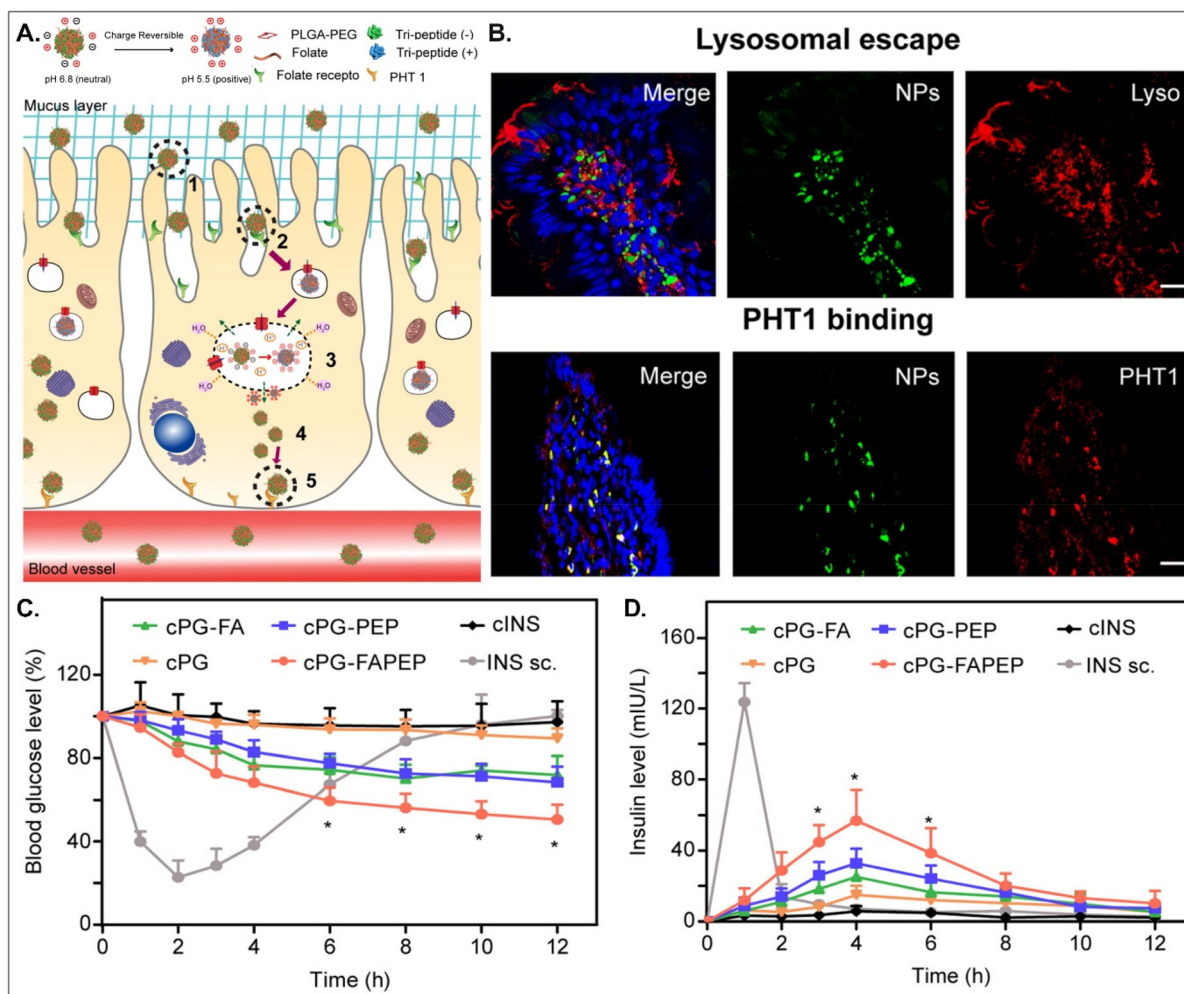 A.
Charge Reversible
pH 6.8 (neutral)
pH 5.5 (positive)
PLGA-PEG
Folate
Folate recepto
Tri-peptide (-)
Tri-peptide (+)
PHT 1
Mucus layer
1
2
H₂O
H₂O
H⁺
H⁺
3
H⁺
H₂O
H₂O
4
5
Blood vessel
B.
Lysosomal escape
Merge
NPs
Lyso
PHT1 binding
Merge
NPs
PHT1
C.
cPG-FA
cPG-PEP
cINS
cPG
cPG-FAPEP
INS sc.
Blood glucose level (%)
120
80
40
0
* * * *
0 2 4 6 8 10 12
Time (h)
D.
cPG-FA
cPG-PEP
cINS
cPG
cPG-FAPEP
INS sc.
Insulin level (mIU/L)
160
120
80
40
0
* * *
0 2 4 6 8 10 12
Time (h)